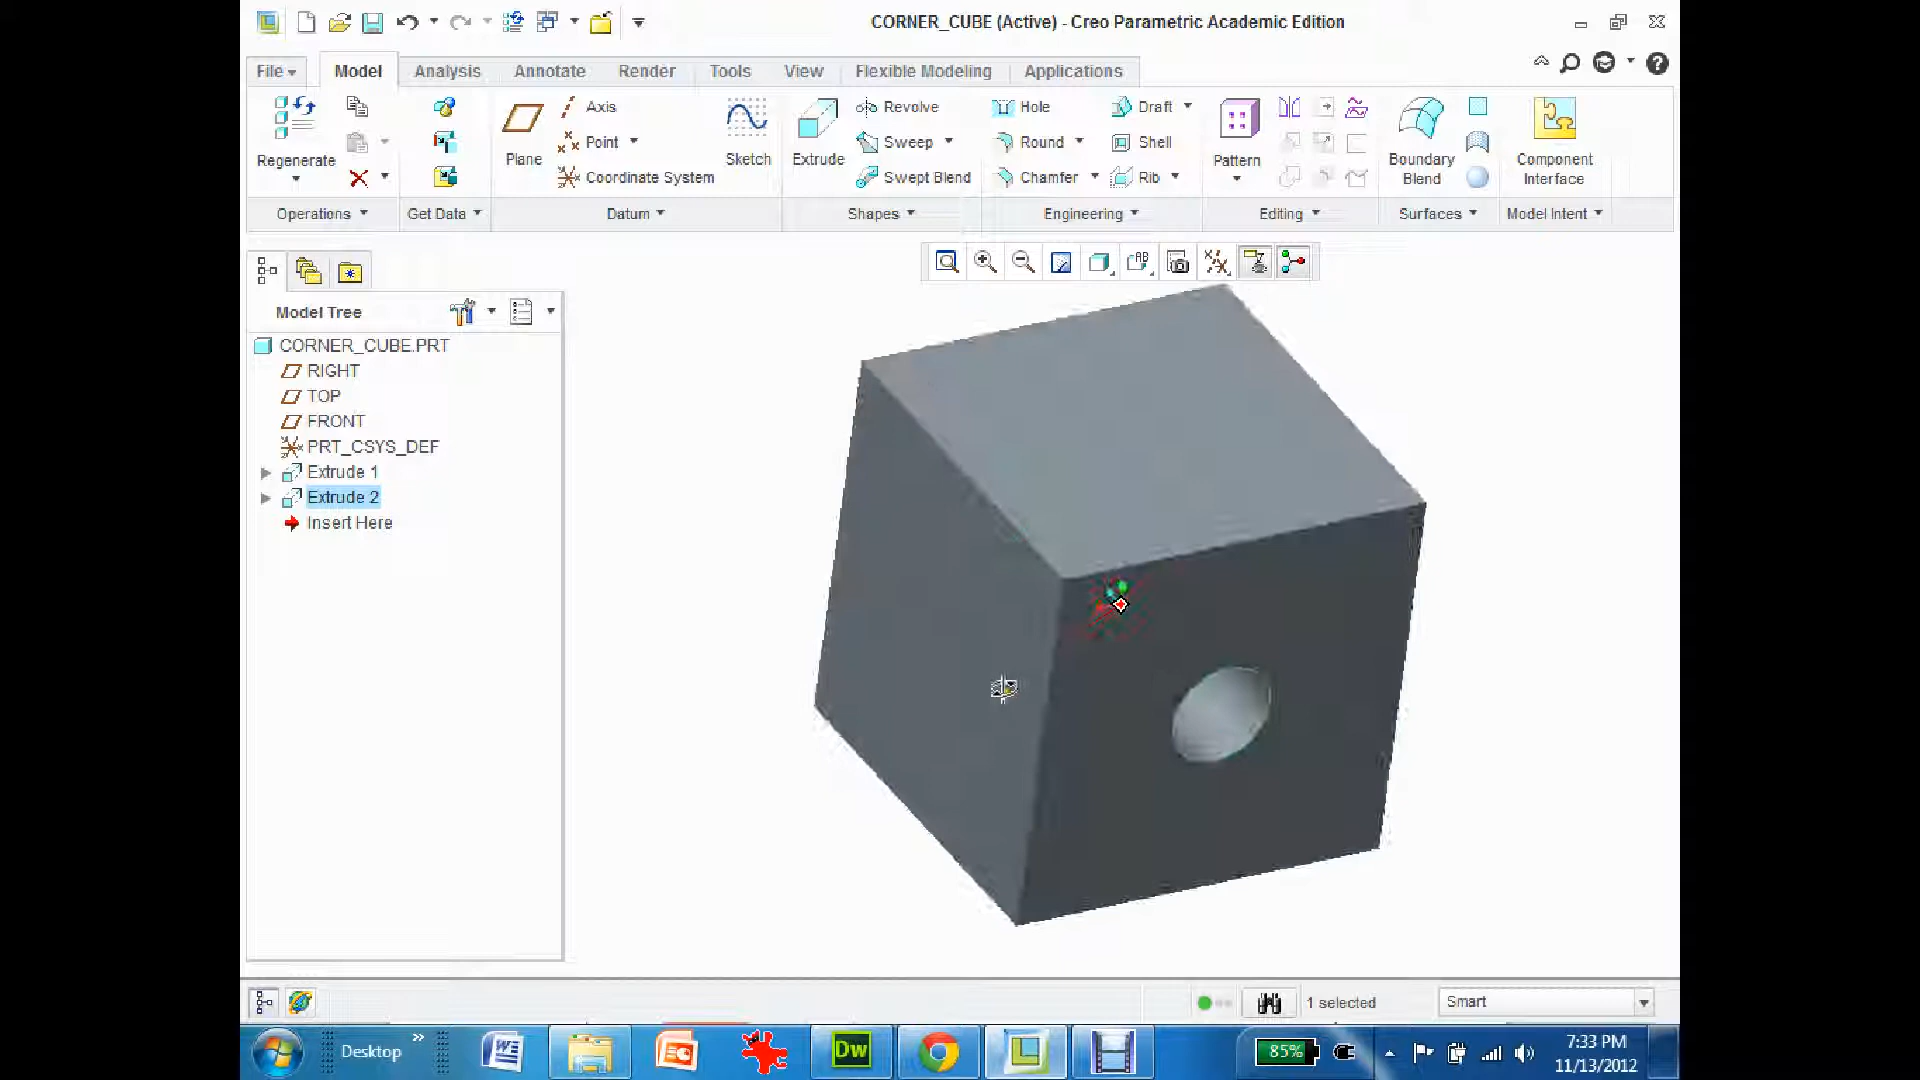 CORNER_CUBE (Active) - Creo Parametric Academic Edition
File Model Analysis Annotate Render Tools View Flexible Modeling Applications
Regenerate
Operations
Get Data
Plane
Axis
Point
Coordinate System
Sketch
Datum
Extrude
Revolve
Sweep
Swept Blend
Shapes
Hole
Round
Chamfer
Draft
Shell
Rib
Engineering
Pattern
Editing
Boundary
Blend
Surfaces
Component
Interface
Model Intent
AB
Model Tree
CORNER_CUBE.PRT
RIGHT
TOP
FRONT
PRT_CSYS_DEF
Extrude 1
Extrude 2
Insert Here
1 selected
Smart
Desktop
»
W
Dw
85%
7:33 PM
11/13/2012